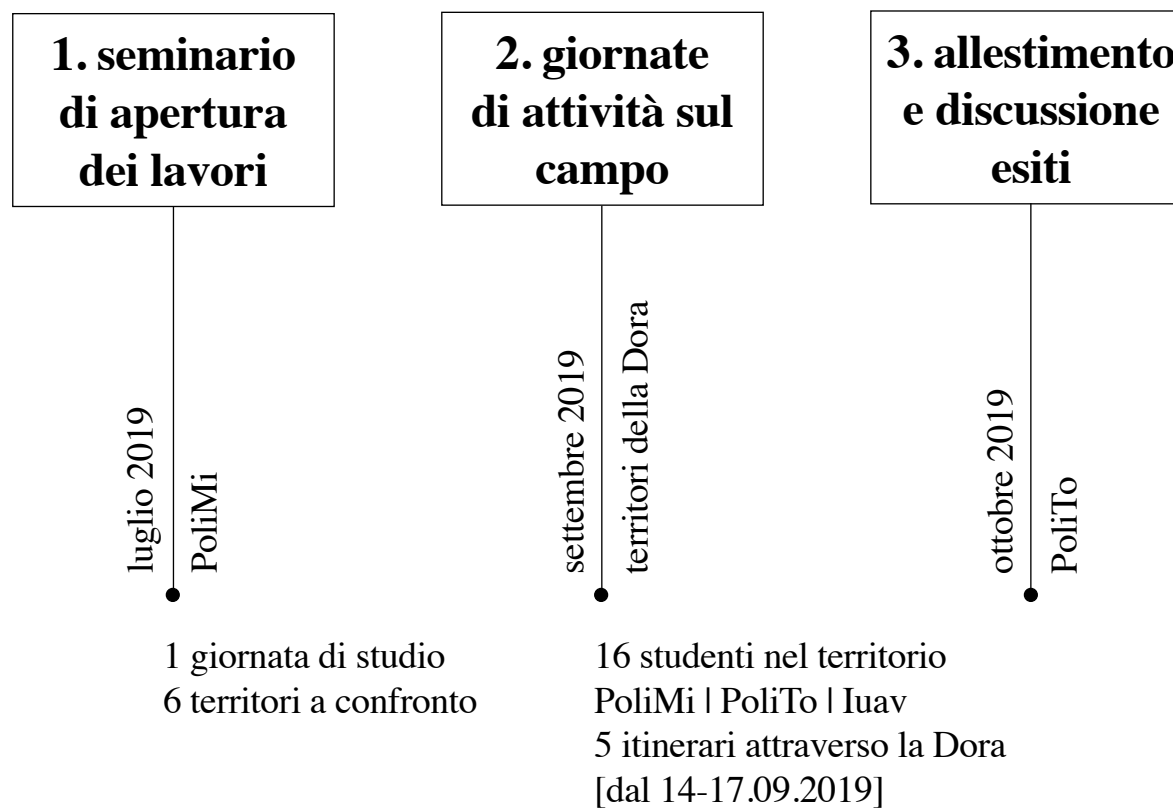 1. seminario
di apertura
dei lavori
luglio 2019
PoliMi
1 giornata di studio
6 territori a confronto
2. giornate
di attività sul
campo
settembre 2019
territori della Dora
16 studenti nel territorio
PoliMi | PoliTo | Iuav
5 itinerari attraverso la Dora
[dal 14-17.09.2019]
3. allestimento
e discussione
esiti
ottobre 2019
PoliTo